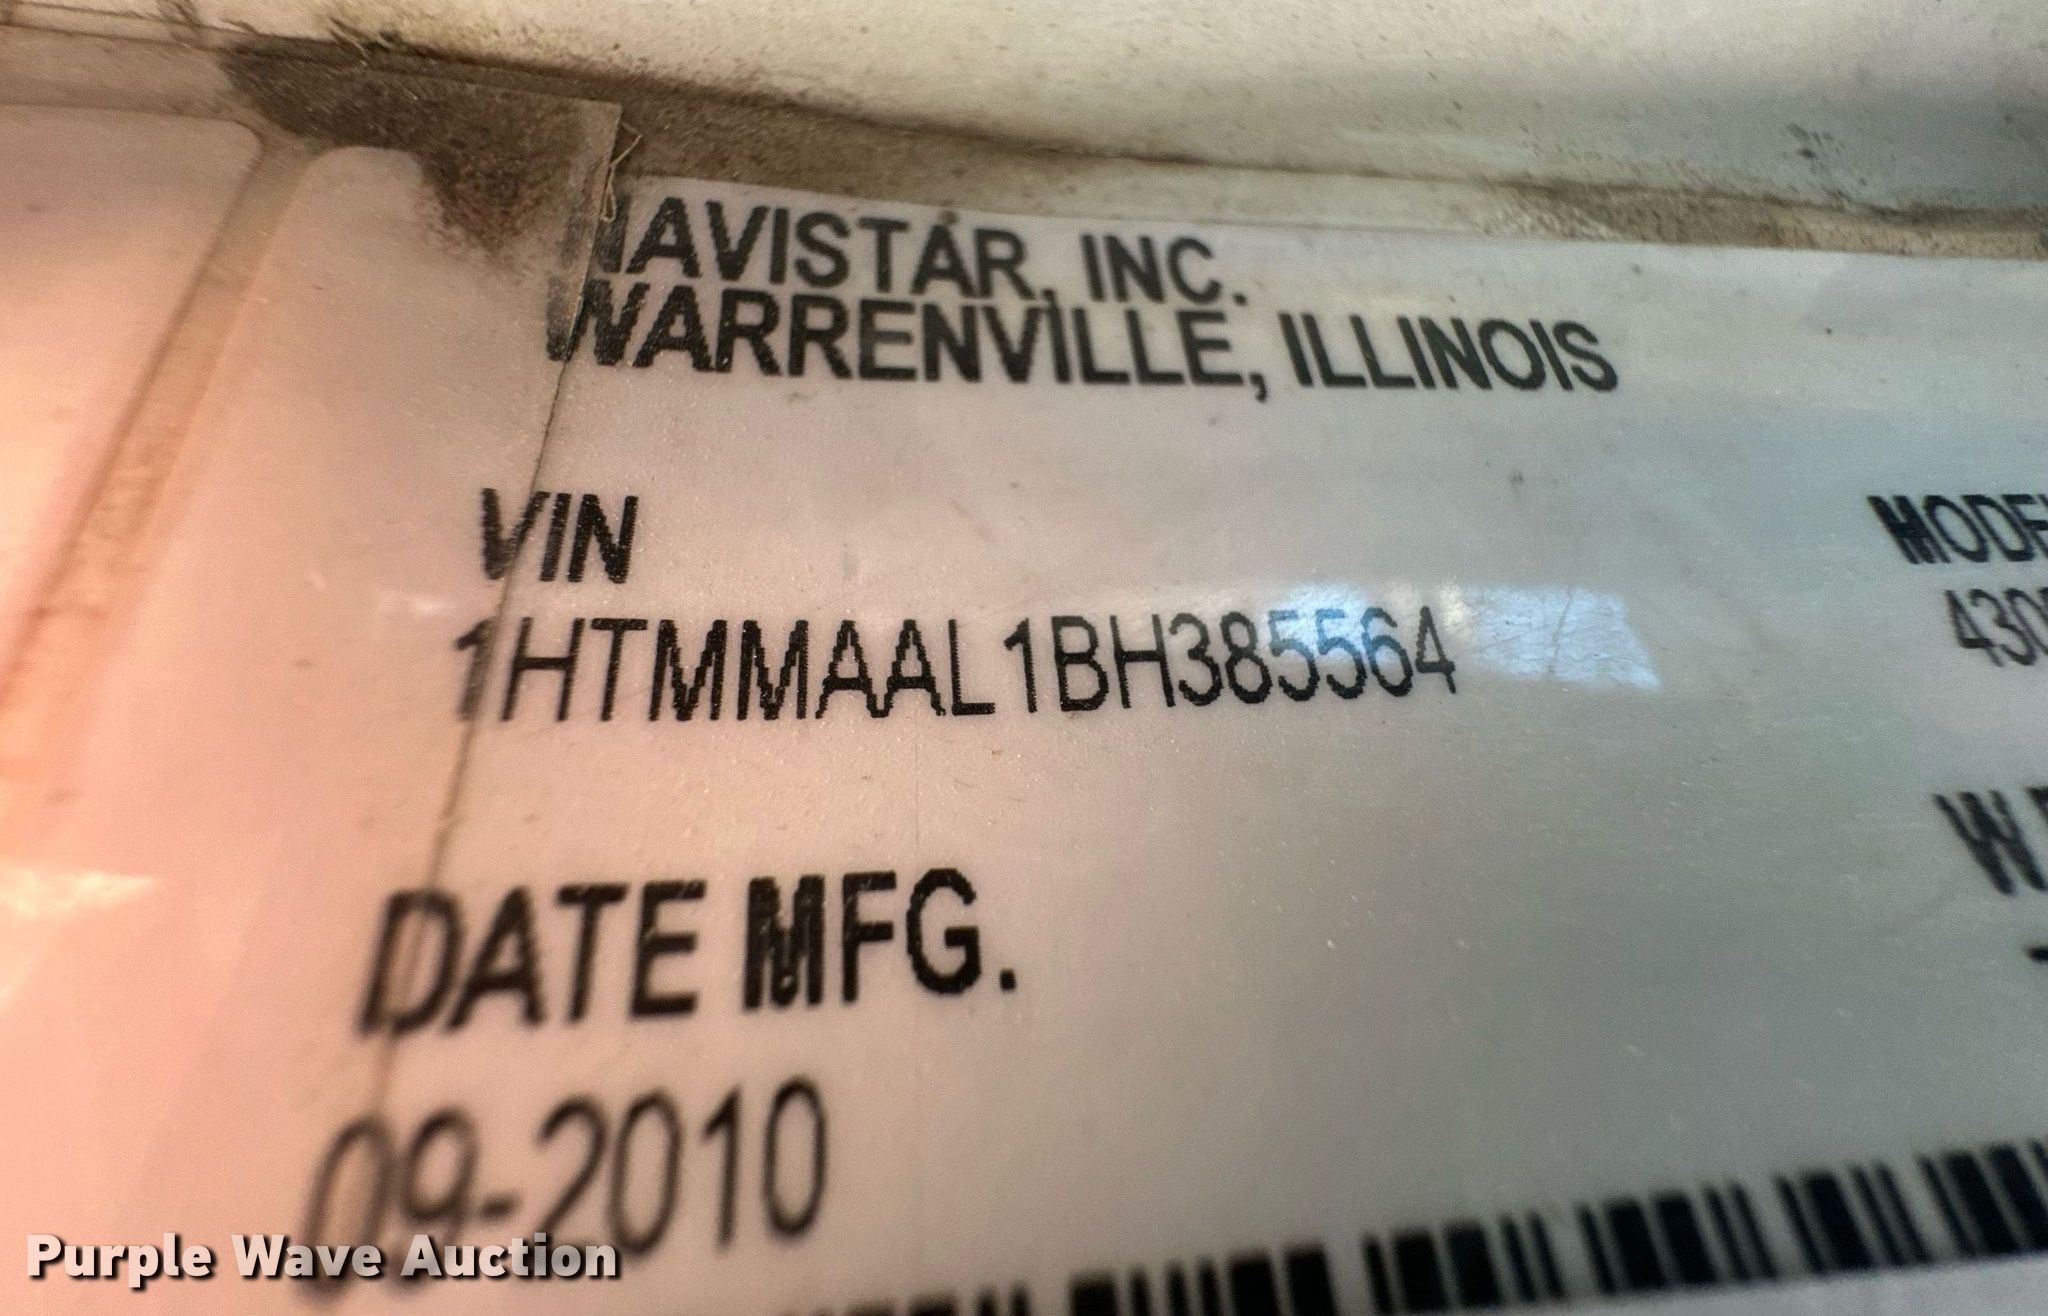 NAVISTAR, INC.
WARRENVILLE, ILLINOIS
VIN
1HTMMAAL1BH385564
DATE MFG.
09-2010
Purple Wave Auction